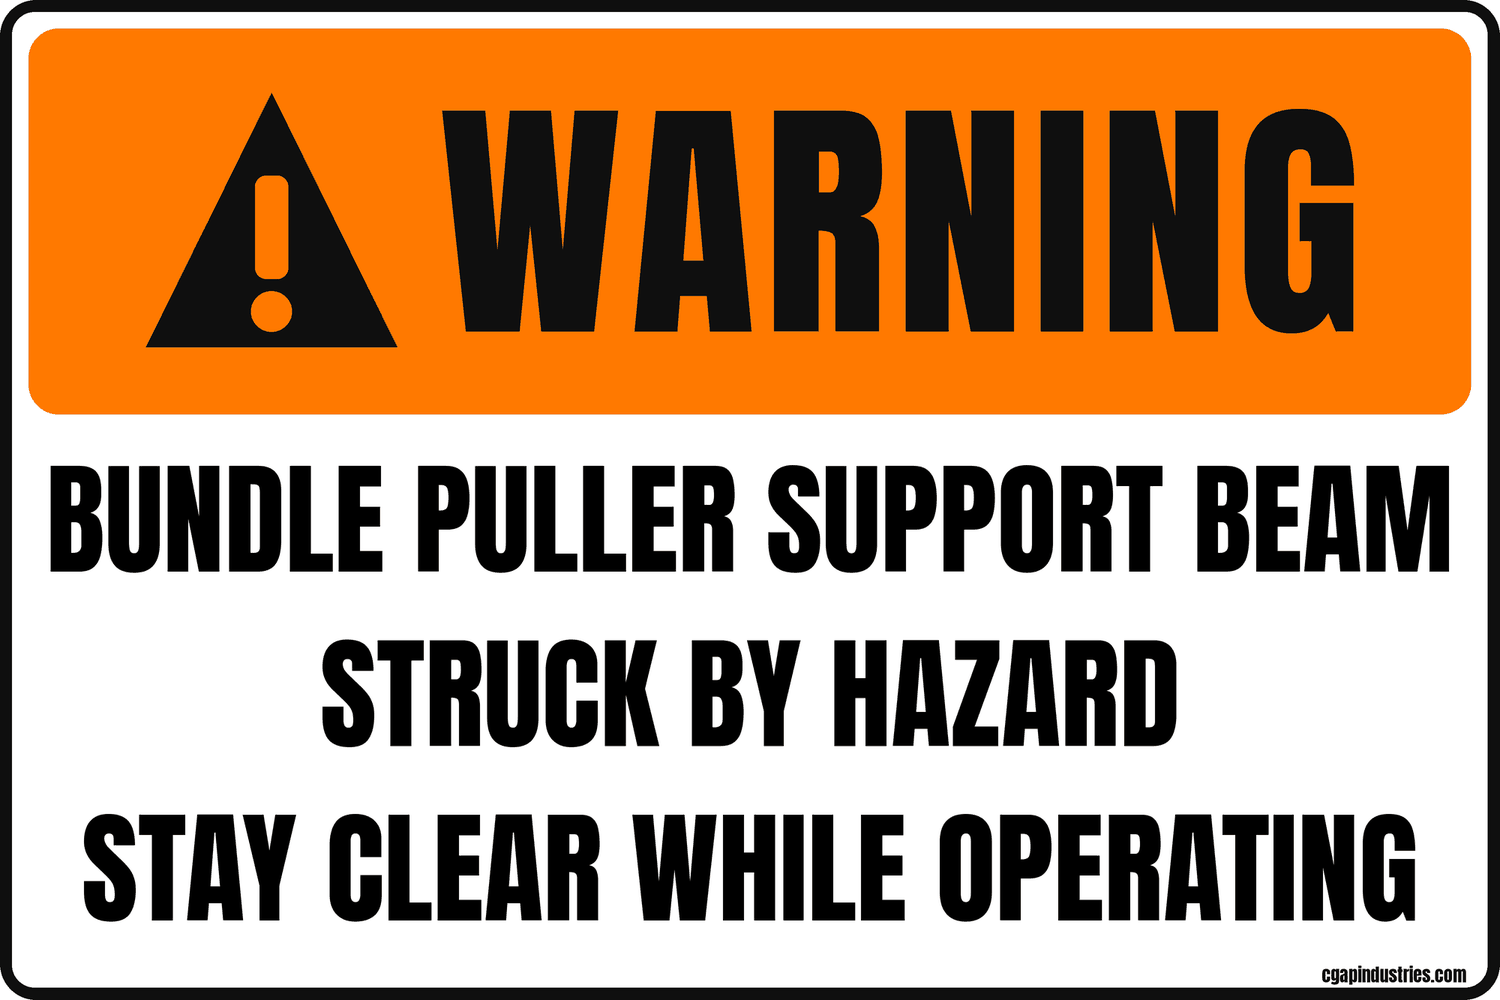 WARNING
BUNDLE PULLER SUPPORT BEAM
STRUCK BY HAZARD
STAY CLEAR WHILE OPERATING
cgapindustries.com